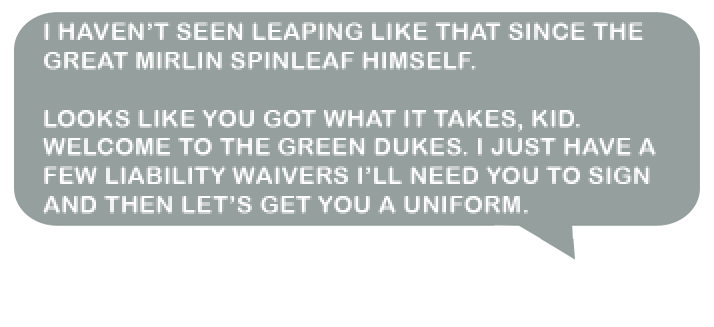 I HAVEN’T SEEN LEAPING LIKE THAT SINCE THE
GREAT MIRLIN SPINLEAF HIMSELF.
LOOKS LIKE YOU GOT WHAT IT TAKES, KID.
WELCOME TO THE GREEN DUKES. I JUST HAVE A
FEW LIABILITY WAIVERS I’LL NEED YOU TO SIGN
AND THEN LET’S GET YOU A UNIFORM.